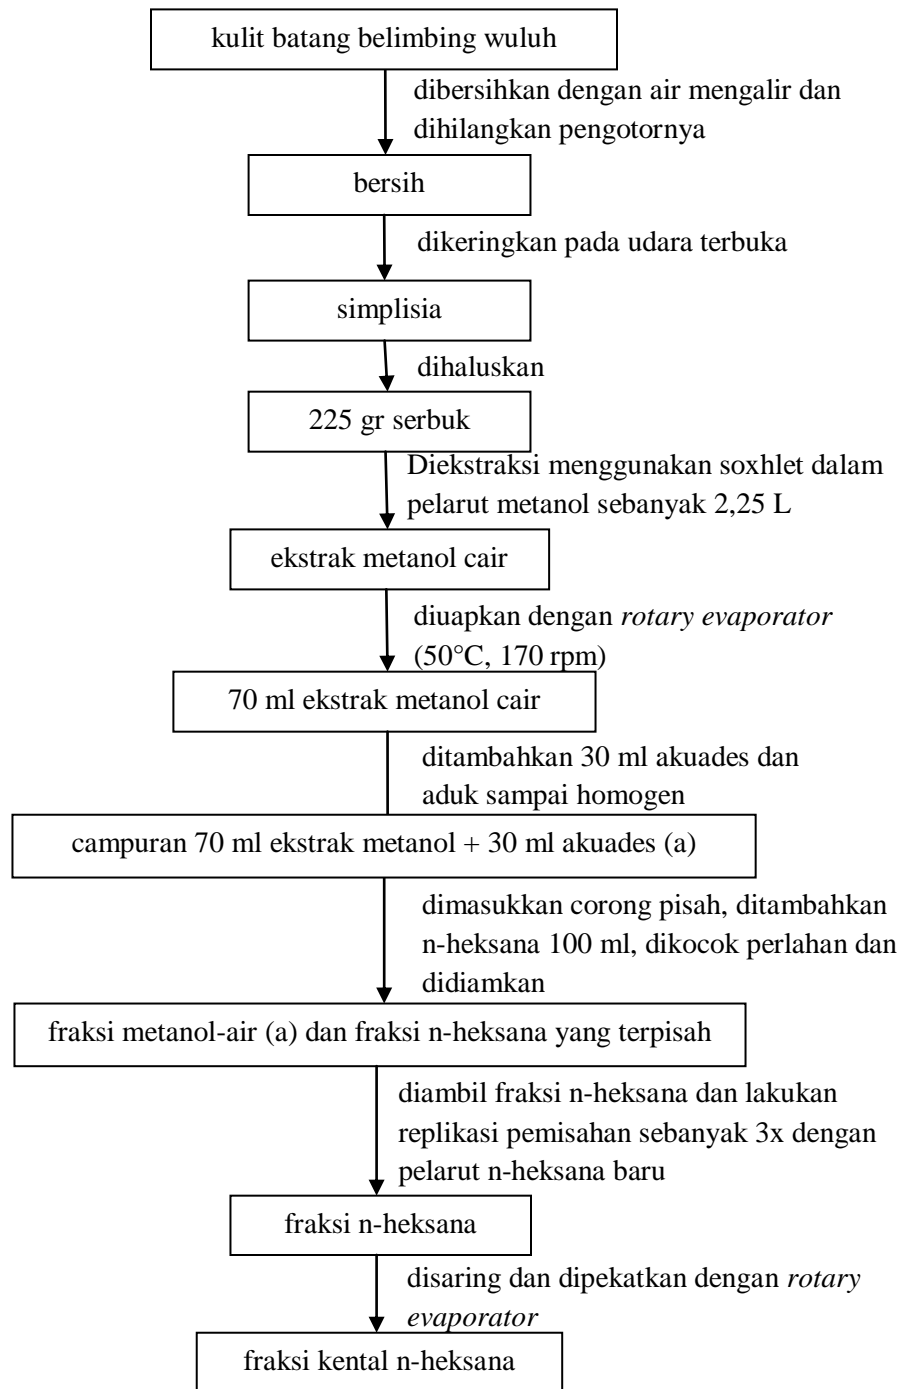 kulit batang belimbing wuluh
dibersihkan dengan air mengalir dan
dihilangkan pengotornya
bersih
dikeringkan pada udara terbuka
simplisia
dihaluskan
225 gr serbuk
Diekstraksi menggunakan soxhlet dalam
pelarut metanol sebanyak 2,25 L
ekstrak metanol cair
diuapkan dengan rotary evaporator
(50°C, 170 rpm)
70 ml ekstrak metanol cair
ditambahkan 30 ml akuades dan
aduk sampai homogen
campuran 70 ml ekstrak metanol + 30 ml akuades (a)
dimasukkan corong pisah, ditambahkan
n-heksana 100 ml, dikocok perlahan dan
didiamkan
fraksi metanol-air (a) dan fraksi n-heksana yang terpisah
diambil fraksi n-heksana dan lakukan
replikasi pemisahan sebanyak 3x dengan
pelarut n-heksana baru
fraksi n-heksana
disaring dan dipekatkan dengan rotary
evaporator
fraksi kental n-heksana